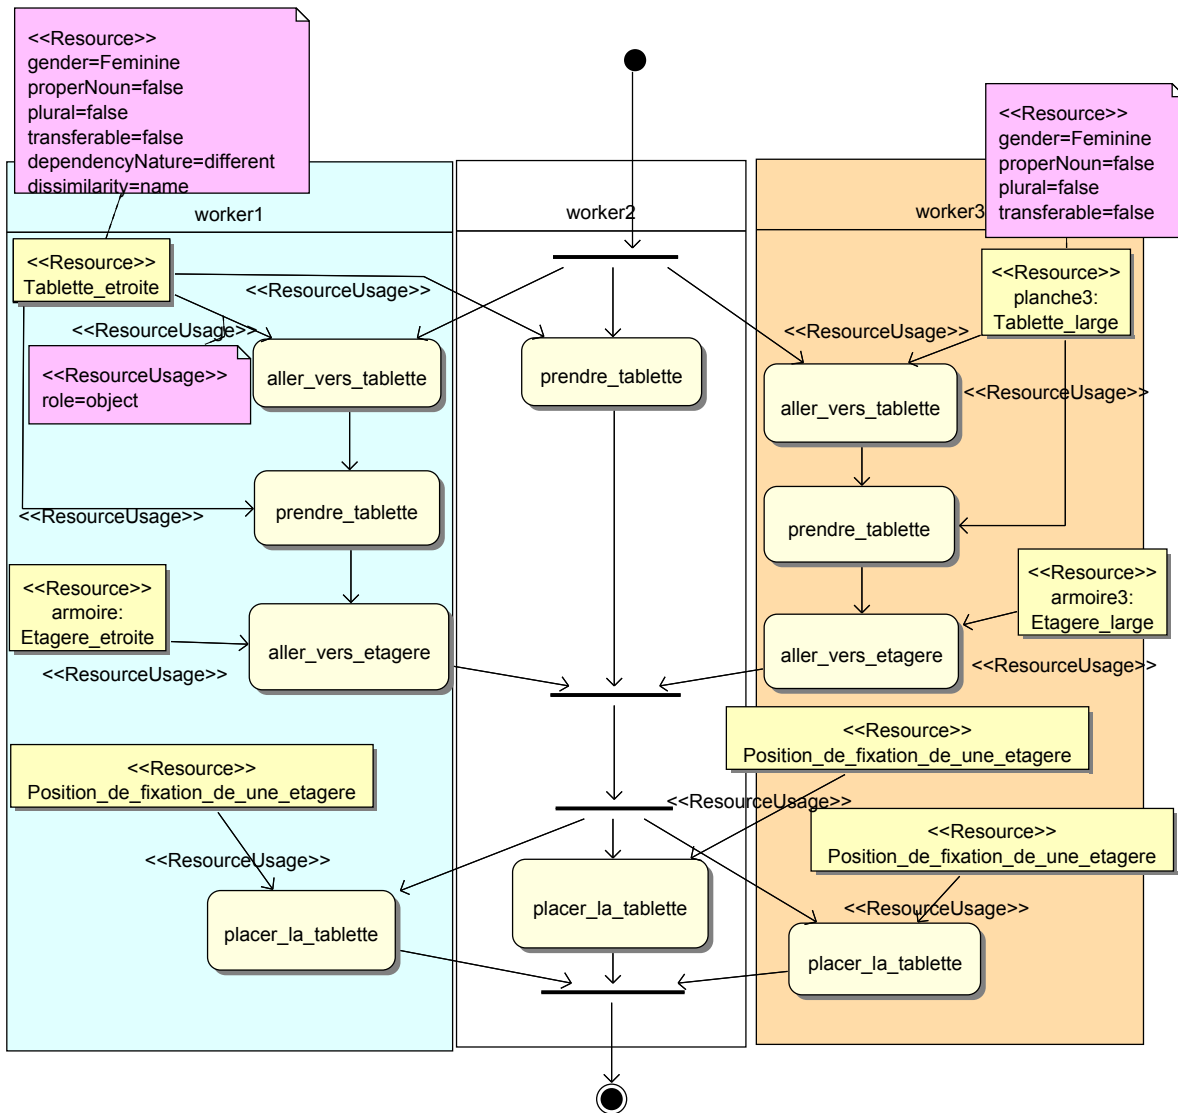 <<Resource>>
gender=Feminine
properNoun=false
plural=false
transferable=false
dependencyNature=different
dissimilarity=name
<<Resource>>
gender=Feminine
properNoun=false
plural=false
transferable=false
worker1
worker2
worker3
<<Resource>>
Tablette_etroite
<<ResourceUsage>>
<<Resource>>
planche3:
Tablette_large
<<ResourceUsage>>
<<ResourceUsage>>
<<ResourceUsage>>
role=object
aller_vers_tablette
prendre_tablette
aller_vers_tablette
<<ResourceUsage>>
prendre_tablette
<<ResourceUsage>>
prendre_tablette
<<Resource>>
armoire:
Etagere_etroite
<<Resource>>
armoire3:
Etagere_large
aller_vers_etagere
aller_vers_etagere
<<ResourceUsage>>
<<ResourceUsage>>
<<Resource>>
Position_de_fixation_de_une_etagere
<<Resource>>
Position_de_fixation_de_une_etagere
<<ResourceUsage>>
<<Resource>>
Position_de_fixation_de_une_etagere
<<ResourceUsage>>
placer_la_tablette
placer_la_tablette
<<ResourceUsage>>
placer_la_tablette